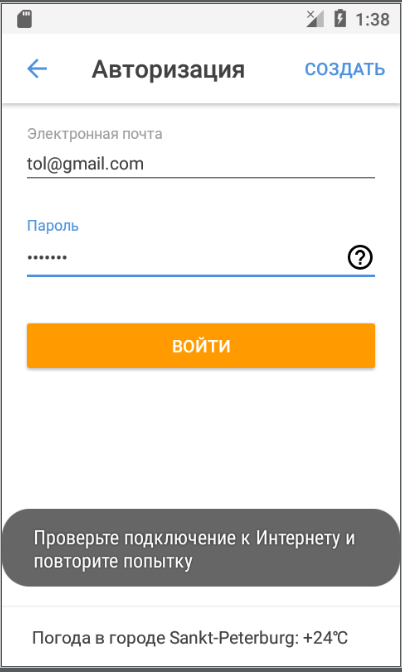 1:38
Авторизация
СОЗДАТЬ
Электронная почта
tol@gmail.com
Пароль
•••••••
ВОЙТИ
Проверьте подключение к Интернету и
повторите попытку
Погода в городе Sankt-Peterburg: +24℃